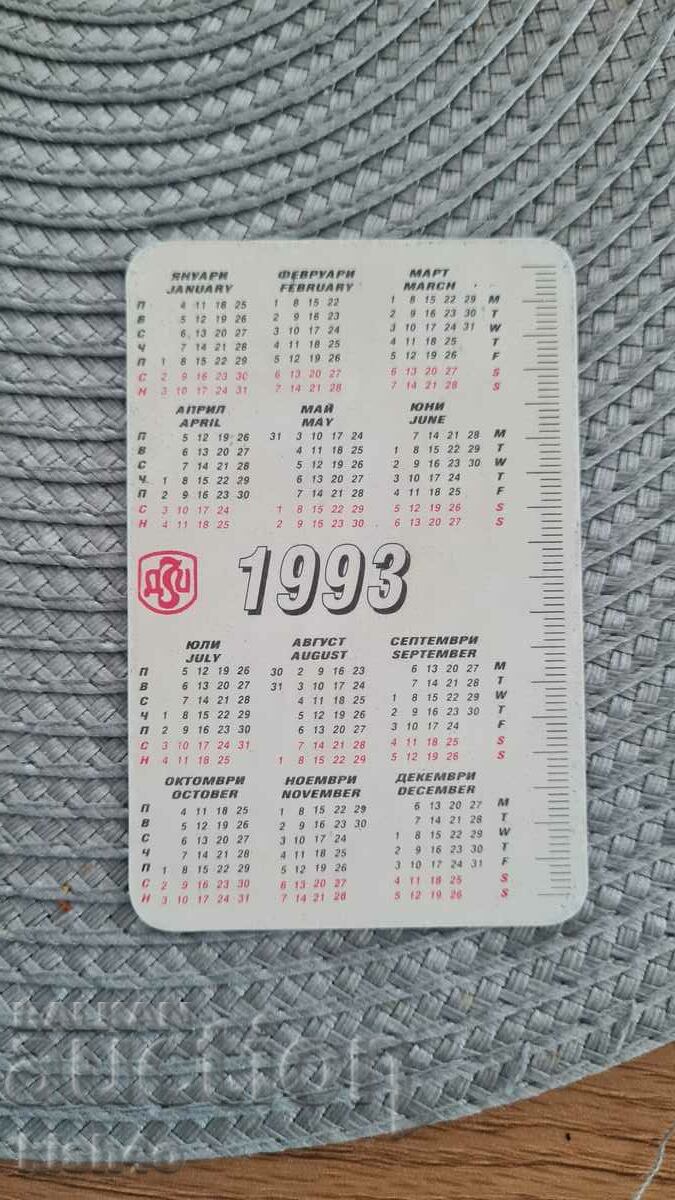 ЯНУАРИ ФЕВРУАРИ МАРТ
JANUARY FEBRUARY MARCH
П 4 11 18 25 1 8 15 22 1 8 15 22 29 M
В 5 12 19 26 2 9 16 23 2 9 16 23 30 T
С 6 13 20 27 3 10 17 24 3 10 17 24 31 W
Ч 7 14 21 28 4 11 18 25 4 11 18 25 T
П 1 8 15 22 29 5 12 19 26 5 12 19 26 F
С 2 9 16 23 30 6 13 20 27 6 13 20 27 S
Н 3 10 17 24 31 7 14 21 28 7 14 21 28 S
АПРИЛ МАЙ ЮНИ
APRIL MAY JUNE
П 5 12 19 26 31 3 10 17 24 7 14 21 28 M
В 6 13 20 27 4 11 18 25 1 8 15 22 29 T
С 7 14 21 28 5 12 19 26 2 9 16 23 30 W
Ч 1 8 15 22 29 6 13 20 27 3 10 17 24 T
П 2 9 16 23 30 7 14 21 28 4 11 18 25 F
С 3 10 17 24 1 8 15 22 29 5 12 19 26 S
Н 4 11 18 25 2 9 16 23 30 6 13 20 27 S
ДПИ 1993
ЮЛИ АВГУСТ СЕПТЕМВРИ
JULY AUGUST SEPTEMBER
П 5 12 19 26 30 2 9 16 23 6 13 20 27 M
В 6 13 20 27 31 3 10 17 24 7 14 21 28 T
С 7 14 21 28 4 11 18 25 1 8 15 22 29 W
Ч 1 8 15 22 29 5 12 19 26 2 9 16 23 30 T
П 2 9 16 23 30 6 13 20 27 3 10 17 24 F
С 3 10 17 24 31 7 14 21 28 4 11 18 25 S
Н 4 11 18 25 1 8 15 22 29 5 12 19 26 S
ОКТОМВРИ НОЕМВРИ ДЕКЕМВРИ
OCTOBER NOVEMBER DECEMBER
П 4 11 18 25 1 8 15 22 29 6 13 20 27 M
В 5 12 19 26 2 9 16 23 30 7 14 21 28 T
С 6 13 20 27 3 10 17 24 1 8 15 22 29 W
Ч 7 14 21 28 4 11 18 25 2 9 16 23 30 T
П 1 8 15 22 29 5 12 19 26 3 10 17 24 31 F
С 2 9 16 23 30 6 13 20 27 4 11 18 25 S
Н 3 10 17 24 31 7 14 21 28 5 12 19 26 S
BALKAN
auction